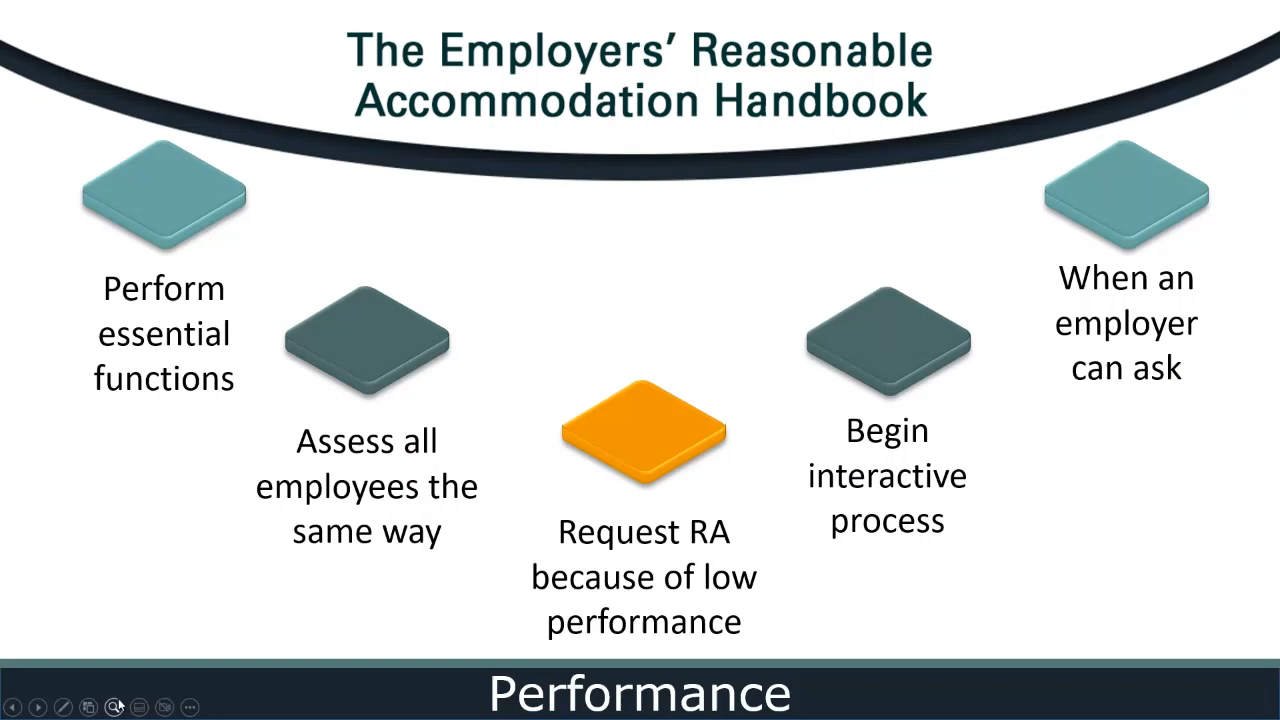 The Employers’ Reasonable
Accommodation Handbook
Perform
essential
functions
Assess all
employees the
same way
Request RA
because of low
performance
Begin
interactive
process
When an
employer
can ask
Performance